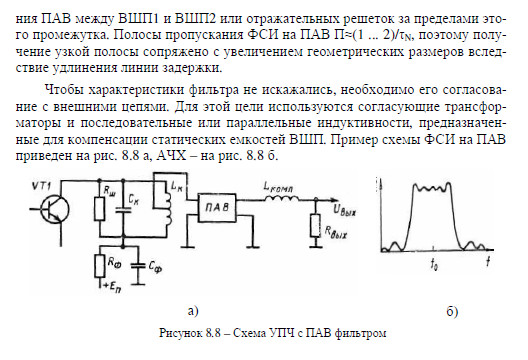 ния ПАВ между ВШП1 и ВШП2 или отражательных решеток за пределами это-
го промежутка. Полосы пропускания ФСИ на ПАВ П≈(1 ... 2)/τN, поэтому полу-
чение узкой полосы сопряжено с увеличением геометрических размеров вслед-
ствие удлинения линии задержки.
Чтобы характеристики фильтра не искажались, необходимо его согласова-
ние с внешними цепями. Для этой цели используются согласующие трансфор-
маторы и последовательные или параллельные индуктивности, предназначен-
ные для компенсации статических емкостей ВШП. Пример схемы ФСИ на ПАВ
приведен на рис. 8.8 а, АЧХ – на рис. 8.8 б.
VT1
Rш
Cк
Lк
ПАВ
Lкомп
Uвых
Rвых
Rф
Cф
+Eп
f0
f
а)
б)
Рисунок 8.8 – Схема УПЧ с ПАВ фильтром